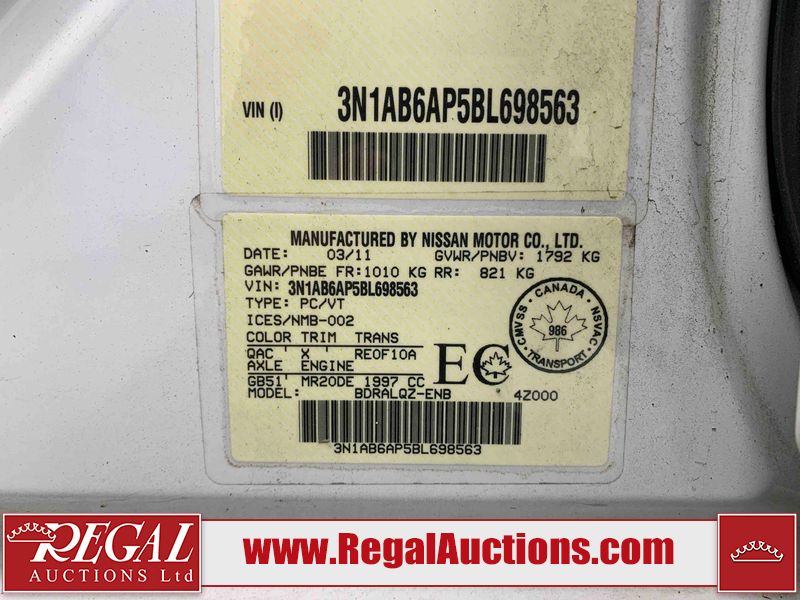 VIN (I) 3N1AB6AP5BL698563
MANUFACTURED BY NISSAN MOTOR CO., LTD.
DATE: 03/11 GVWR/PNBV: 1792 KG
GAWR/PNBE FR:1010 KG RR: 821 KG
VIN: 3N1AB6AP5BL698563
TYPE: PC/VT
ICES/NMB-002
COLOR TRIM TRANS
QAC X RE0F10A
AXLE ENGINE
GB51 MR20DE 1997 CC
MODEL: BDRALQZ-ENB 4Z000
EC
CANADA
CMVSS NSVAC
986
TRANSPORT
3N1AB6AP5BL698563
REGAL
AUCTIONS Ltd
www.RegalAuctions.com